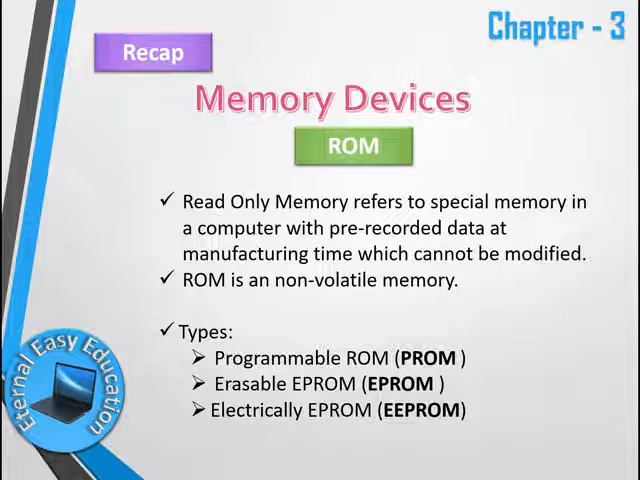 Chapter - 3
Recap
Memory Devices
ROM
✓ Read Only Memory refers to special memory in
a computer with pre-recorded data at
manufacturing time which cannot be modified.
✓ ROM is an non-volatile memory.
✓ Types:
➢ Programmable ROM (PROM )
➢ Erasable EPROM (EPROM )
➢ Electrically EPROM (EEPROM)
Eternal Easy Education